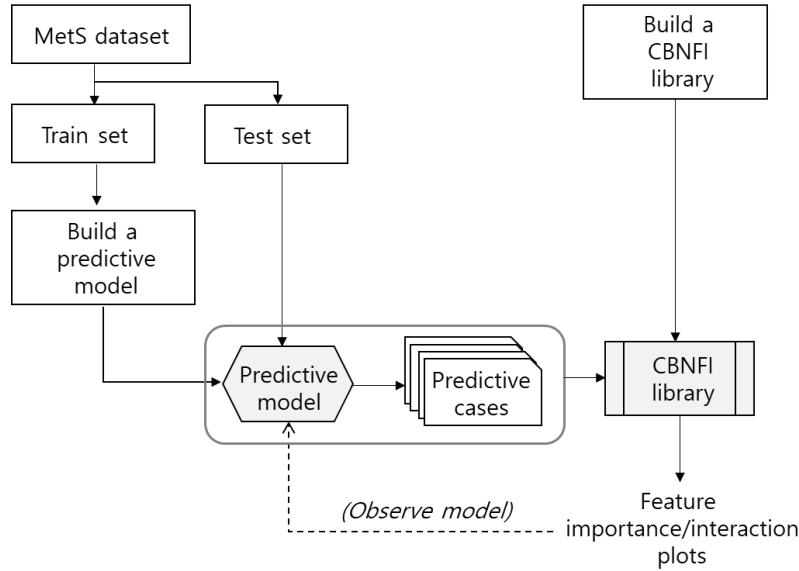 MetS dataset
Build a
CBNFI
library
Train set
Test set
Build a
predictive
model
Predictive
model
Predictive
cases
CBNFI
library
(Observe model)
Feature
importance/interaction
plots